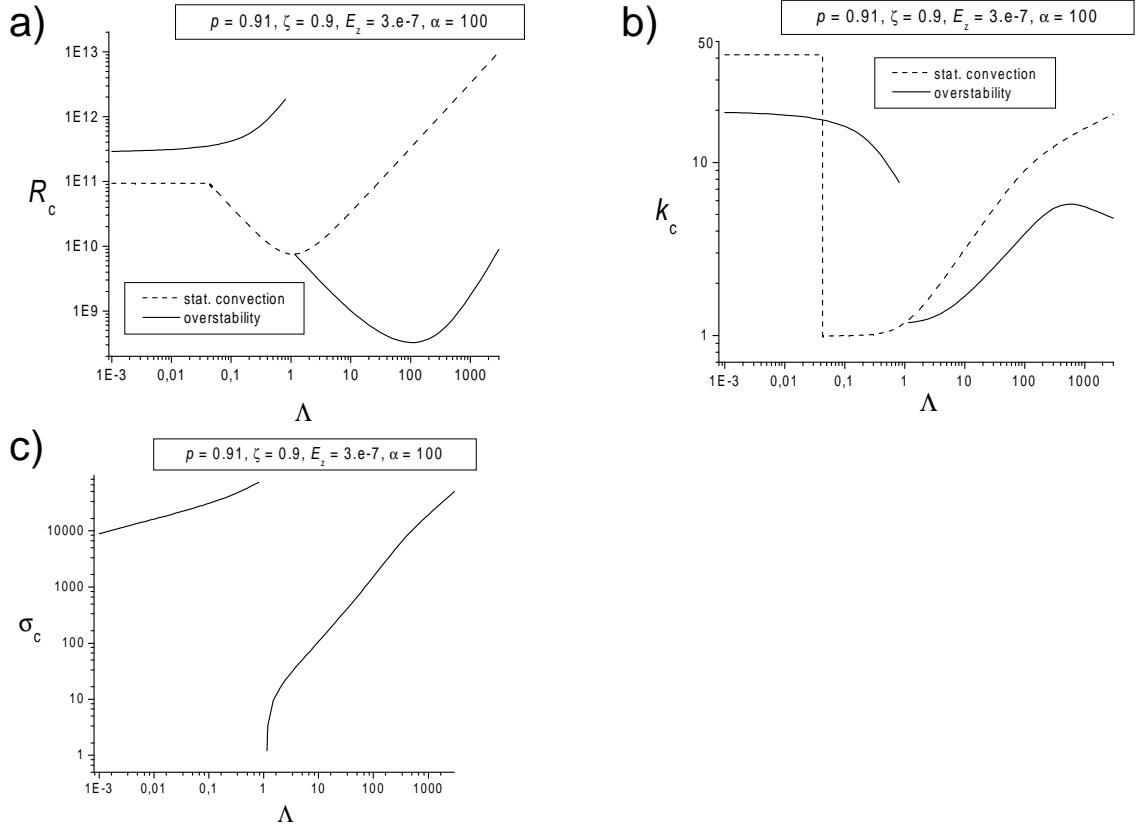 a)
p = 0.91, ζ = 0.9, E_z = 3.e-7, α = 100
1E13
1E12
1E11
1E10
1E9
R_c
stat. convection
overstability
1E-3 0,01 0,1 1 10 100 1000
Λ
b)
p = 0.91, ζ = 0.9, E_z = 3.e-7, α = 100
50
10
1
k_c
stat. convection
overstability
1E-3 0,01 0,1 1 10 100 1000
Λ
c)
p = 0.91, ζ = 0.9, E_z = 3.e-7, α = 100
10000
1000
100
10
1
σ_c
1E-3 0,01 0,1 1 10 100 1000
Λ